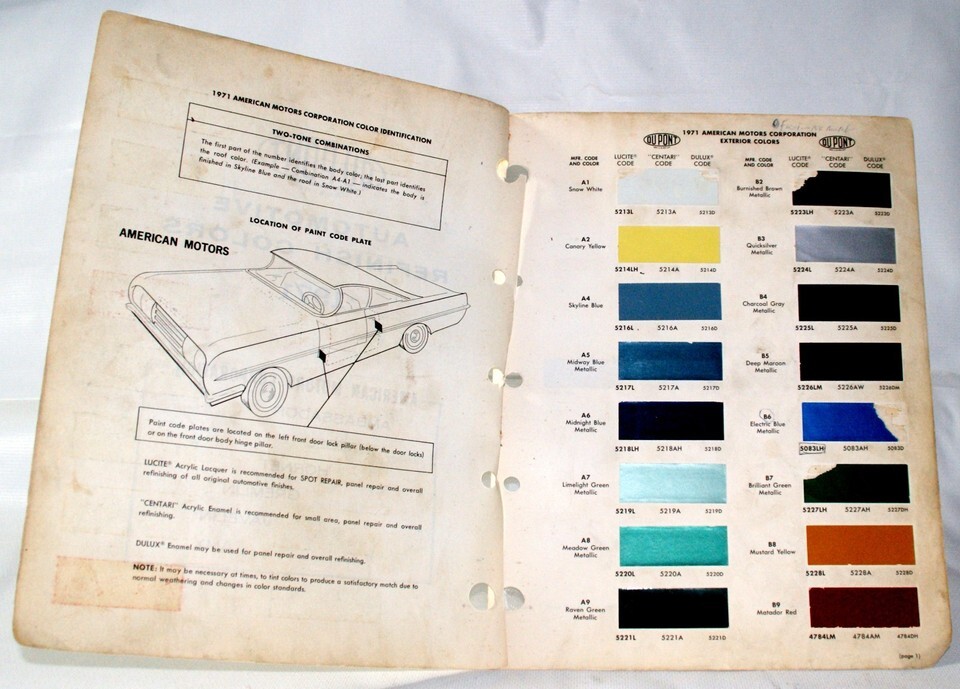 1971 AMERICAN MOTORS CORPORATION COLOR IDENTIFICATION
TWO-TONE COMBINATIONS
The first part of the number identifies the body color; the last part identifies
the roof color. (Example — Combination A4-A1 — indicates the body is
finished in Skyline Blue and the roof in Snow White.)
LOCATION OF PAINT CODE PLATE
AMERICAN MOTORS
Paint code plates are located on the left front door lock pillar (below the door locks)
or on the front door body hinge pillar.
LUCITE® Acrylic Lacquer is recommended for SPOT REPAIR, panel repair and overall
refinishing of all original automotive finishes.
"CENTARI" Acrylic Enamel is recommended for small area, panel repair and overall
refinishing.
DULUX® Enamel may be used for panel repair and overall refinishing.
NOTE: It may be necessary at times, to tint colors to produce a satisfactory match due to
normal weathering and changes in color standards.
DU PONT
1971 AMERICAN MOTORS CORPORATION
EXTERIOR COLORS
DU PONT
MFR. CODE
AND COLOR
LUCITE®
CODE
"CENTARI"
CODE
DULUX®
CODE
A1
Snow White
5213L 5213A 5213D
A2
Canary Yellow
5214LH 5214A 5214D
A4
Skyline Blue
5216L 5216A 5216D
A5
Midway Blue
Metallic
5217L 5217A 5217D
A6
Midnight Blue
Metallic
5218LH 5218AH 5218D
A7
Limelight Green
Metallic
5219L 5219A 5219D
A8
Meadow Green
Metallic
5220L 5220A 5220D
A9
Raven Green
Metallic
5221L 5221A 5221D
MFR. CODE
AND COLOR
LUCITE®
CODE
"CENTARI"
CODE
DULUX®
CODE
B2
Burnished Brown
Metallic
5223LH 5223A 5223D
B3
Quicksilver
Metallic
5224L 5224A 5224D
B4
Charcoal Gray
Metallic
5225L 5225A 5225D
B5
Deep Maroon
Metallic
5226LM 5226AW 5226DM
B6
Electric Blue
Metallic
5083LH 5083AH 5083D
B7
Brilliant Green
Metallic
5227LH 5227AH 5227DH
B8
Mustard Yellow
5228L 5228A 5228D
B9
Matador Red
4784LM 4784AM 4784DH
(page 1)